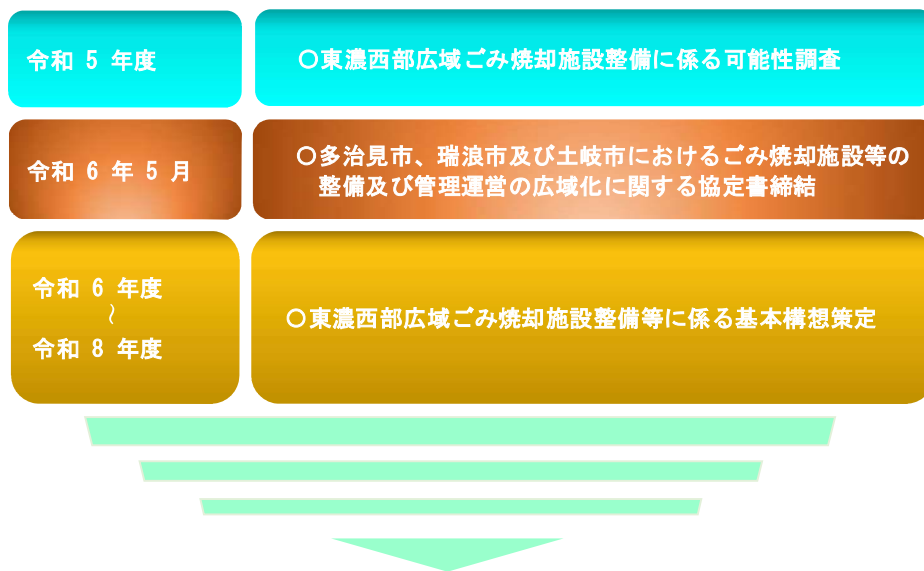 令和 5 年度
○東濃西部広域ごみ焼却施設整備に係る可能性調査
令和 6 年 5 月
○多治見市、瑞浪市及び土岐市におけるごみ焼却施設等の
整備及び管理運営の広域化に関する協定書締結
令和 6 年度
~
令和 8 年度
○東濃西部広域ごみ焼却施設整備等に係る基本構想策定